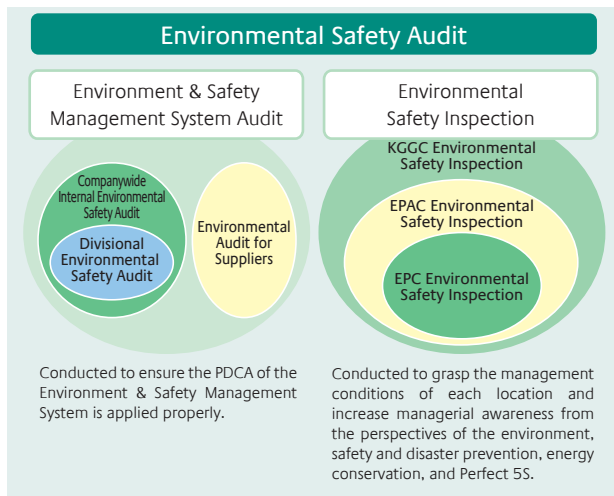 Environmental Safety Audit
Environment & Safety
Management System Audit
Companywide
Internal Environmental
Safety Audit
Divisional
Environmental
Safety Audit
Environmental
Audit for
Suppliers
Conducted to ensure the PDCA of the
Environment & Safety Management
System is applied properly.
Environmental
Safety Inspection
KGGC Environmental
Safety Inspection
EPAC Environmental
Safety Inspection
EPC Environmental
Safety Inspection
Conducted to grasp the management
conditions of each location and
increase managerial awareness from
the perspectives of the environment,
safety and disaster prevention, energy
conservation, and Perfect 5S.